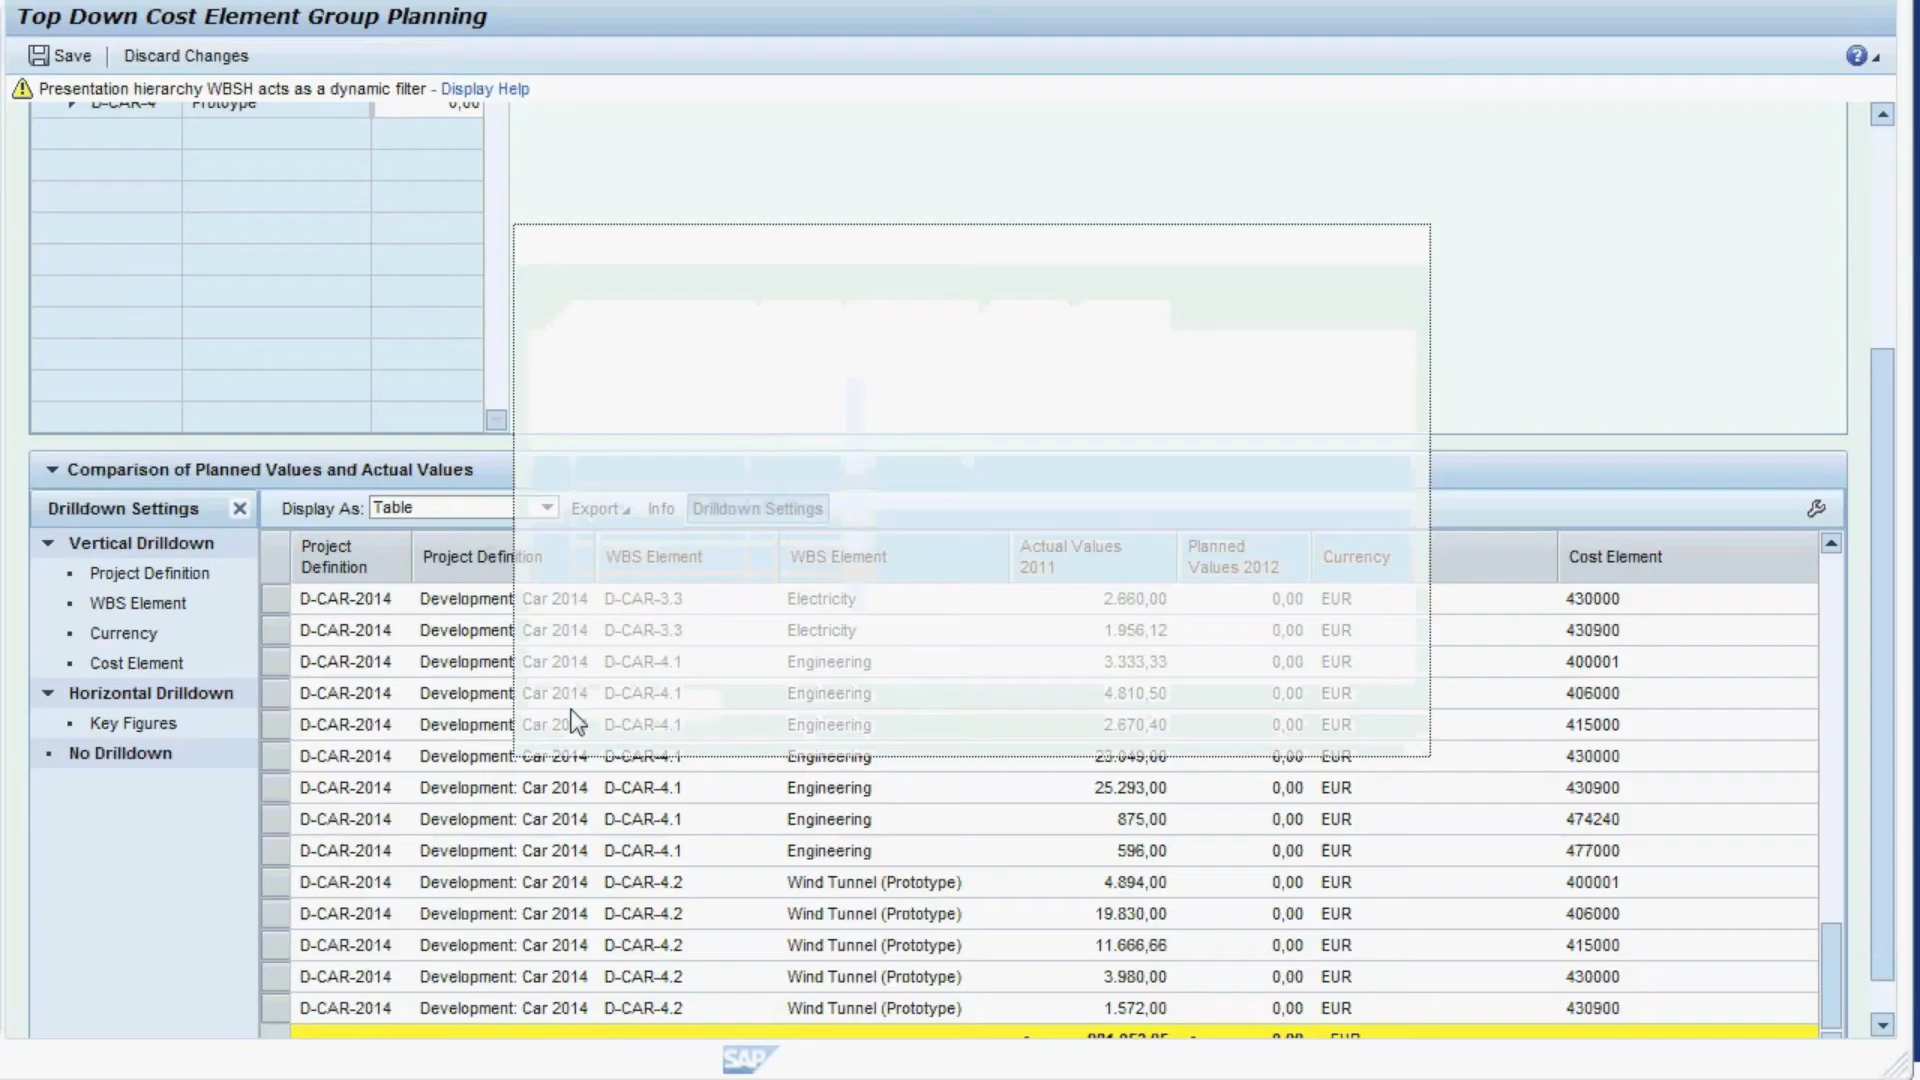 Top Down Cost Element Group Planning
Save Discard Changes
Presentation hierarchy WBSH acts as a dynamic filter - Display Help
D-CAR-4 Prototype 0,00
Comparison of Planned Values and Actual Values
Drilldown Settings Display As: Table Export Info Drilldown Settings
Vertical Drilldown
Project Definition
WBS Element
Currency
Cost Element
Horizontal Drilldown
Key Figures
No Drilldown
Project Definition Project Definition WBS Element WBS Element Actual Values 2011 Planned Values 2012 Currency Cost Element
D-CAR-2014 Development: Car 2014 D-CAR-3.3 Electricity 2.660,00 0,00 EUR 430000
D-CAR-2014 Development: Car 2014 D-CAR-3.3 Electricity 1.956,12 0,00 EUR 430900
D-CAR-2014 Development: Car 2014 D-CAR-4.1 Engineering 3.333,33 0,00 EUR 400001
D-CAR-2014 Development: Car 2014 D-CAR-4.1 Engineering 4.810,50 0,00 EUR 406000
D-CAR-2014 Development: Car 2014 D-CAR-4.1 Engineering 2.670,40 0,00 EUR 415000
D-CAR-2014 Development: Car 2014 D-CAR-4.1 Engineering 23.049,00 0,00 EUR 430000
D-CAR-2014 Development: Car 2014 D-CAR-4.1 Engineering 25.293,00 0,00 EUR 430900
D-CAR-2014 Development: Car 2014 D-CAR-4.1 Engineering 875,00 0,00 EUR 474240
D-CAR-2014 Development: Car 2014 D-CAR-4.1 Engineering 596,00 0,00 EUR 477000
D-CAR-2014 Development: Car 2014 D-CAR-4.2 Wind Tunnel (Prototype) 4.894,00 0,00 EUR 400001
D-CAR-2014 Development: Car 2014 D-CAR-4.2 Wind Tunnel (Prototype) 19.830,00 0,00 EUR 406000
D-CAR-2014 Development: Car 2014 D-CAR-4.2 Wind Tunnel (Prototype) 11.666,66 0,00 EUR 415000
D-CAR-2014 Development: Car 2014 D-CAR-4.2 Wind Tunnel (Prototype) 3.980,00 0,00 EUR 430000
D-CAR-2014 Development: Car 2014 D-CAR-4.2 Wind Tunnel (Prototype) 1.572,00 0,00 EUR 430900
0,00 EUR
SAP